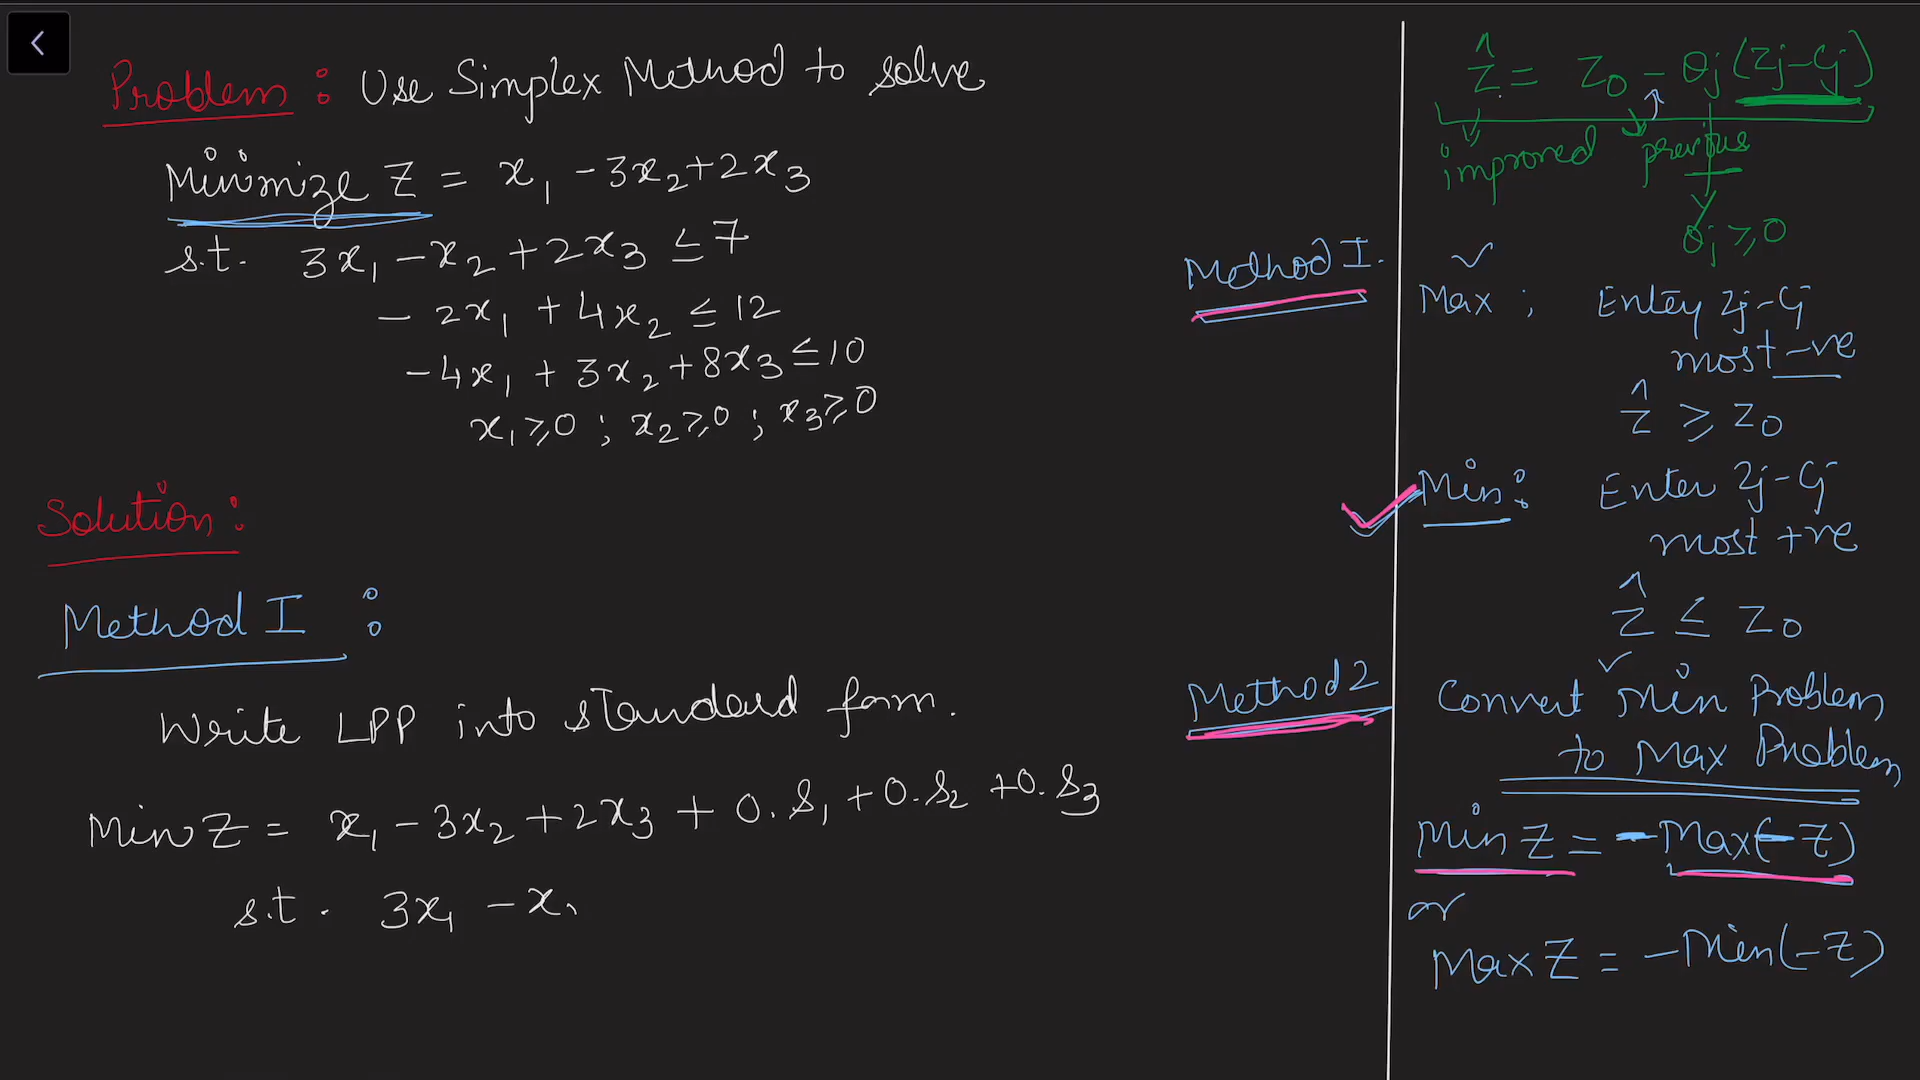 Problem : Use Simplex Method to solve
Minimize Z = x₁ - 3x₂ + 2x₃
s.t. 3x₁ - x₂ + 2x₃ ≤ 7
- 2x₁ + 4x₂ ≤ 12
- 4x₁ + 3x₂ + 8x₃ ≤ 10
x₁ ≥ 0 ; x₂ ≥ 0 ; x₃ ≥ 0
Solution :
Method I :
Write LPP into standard form.
Min Z = x₁ - 3x₂ + 2x₃ + 0.s₁ + 0.s₂ + 0.s₃
s.t. 3x₁ - x
ẑ = z₀ - θj (zj - cj)
improved previous
θj ≥ 0
Method I.
Max ; Entey zj - cj
most -ve
ẑ ≥ z₀
Min : Enter zj - cj
most +ve
ẑ ≤ z₀
Method 2 Convert Min Problem
to Max Problem
Min Z = - Max(-Z)
or
Max Z = - Min(-Z)